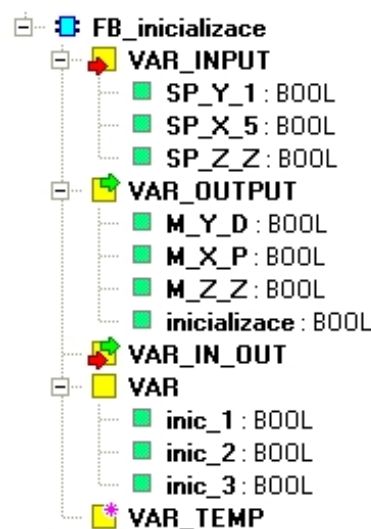 FB_inicializace
VAR_INPUT
SP_Y_1 : BOOL
SP_X_5 : BOOL
SP_Z_Z : BOOL
VAR_OUTPUT
M_Y_D : BOOL
M_X_P : BOOL
M_Z_Z : BOOL
inicializace : BOOL
VAR_IN_OUT
VAR
inic_1 : BOOL
inic_2 : BOOL
inic_3 : BOOL
VAR_TEMP